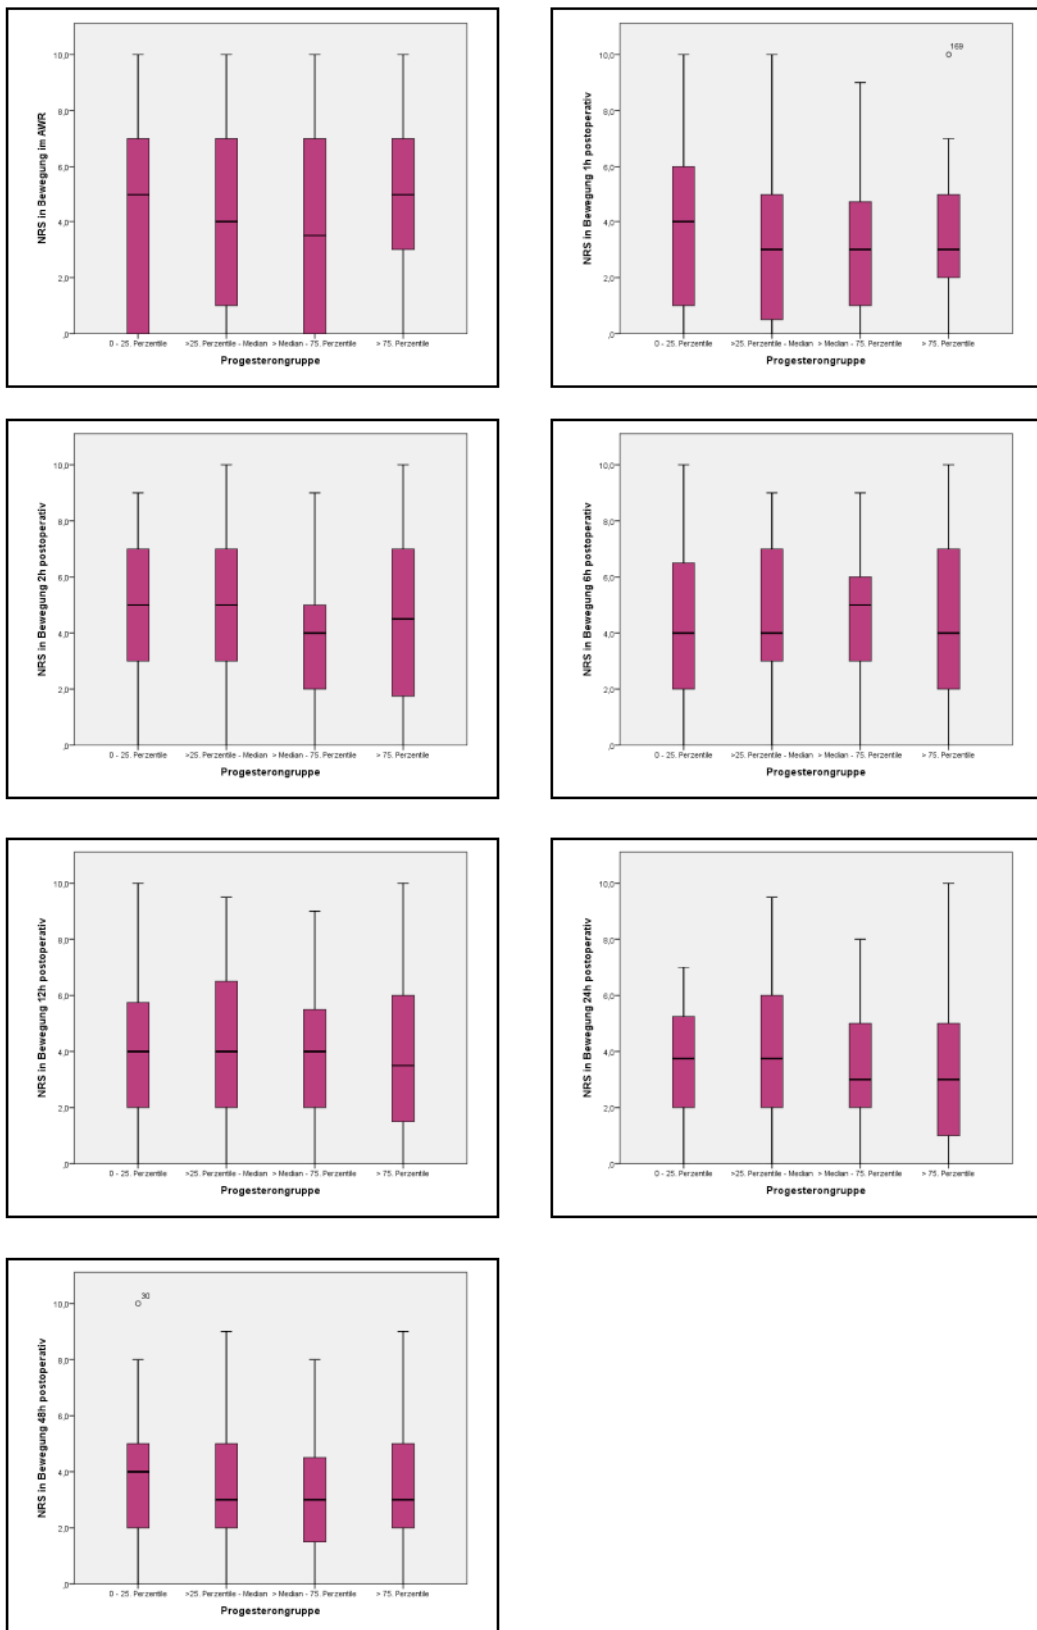 NRS in Bewegung im AWR
10,0
8,0
6,0
4,0
2,0
,0
0 - 25. Perzentile >25. Perzentile - Median > Median - 75. Perzentile > 75. Perzentile
Progesterongruppe
NRS in Bewegung 1h postoperativ
10,0
8,0
6,0
4,0
2,0
,0
169
0 - 25. Perzentile >25. Perzentile - Median > Median - 75. Perzentile > 75. Perzentile
Progesterongruppe
NRS in Bewegung 2h postoperativ
10,0
8,0
6,0
4,0
2,0
,0
0 - 25. Perzentile >25. Perzentile - Median > Median - 75. Perzentile > 75. Perzentile
Progesterongruppe
NRS in Bewegung 6h postoperativ
10,0
8,0
6,0
4,0
2,0
,0
0 - 25. Perzentile >25. Perzentile - Median > Median - 75. Perzentile > 75. Perzentile
Progesterongruppe
NRS in Bewegung 12h postoperativ
10,0
8,0
6,0
4,0
2,0
,0
0 - 25. Perzentile >25. Perzentile - Median > Median - 75. Perzentile > 75. Perzentile
Progesterongruppe
NRS in Bewegung 24h postoperativ
10,0
8,0
6,0
4,0
2,0
,0
0 - 25. Perzentile >25. Perzentile - Median > Median - 75. Perzentile > 75. Perzentile
Progesterongruppe
NRS in Bewegung 48h postoperativ
10,0
8,0
6,0
4,0
2,0
,0
30
0 - 25. Perzentile >25. Perzentile - Median > Median - 75. Perzentile > 75. Perzentile
Progesterongruppe